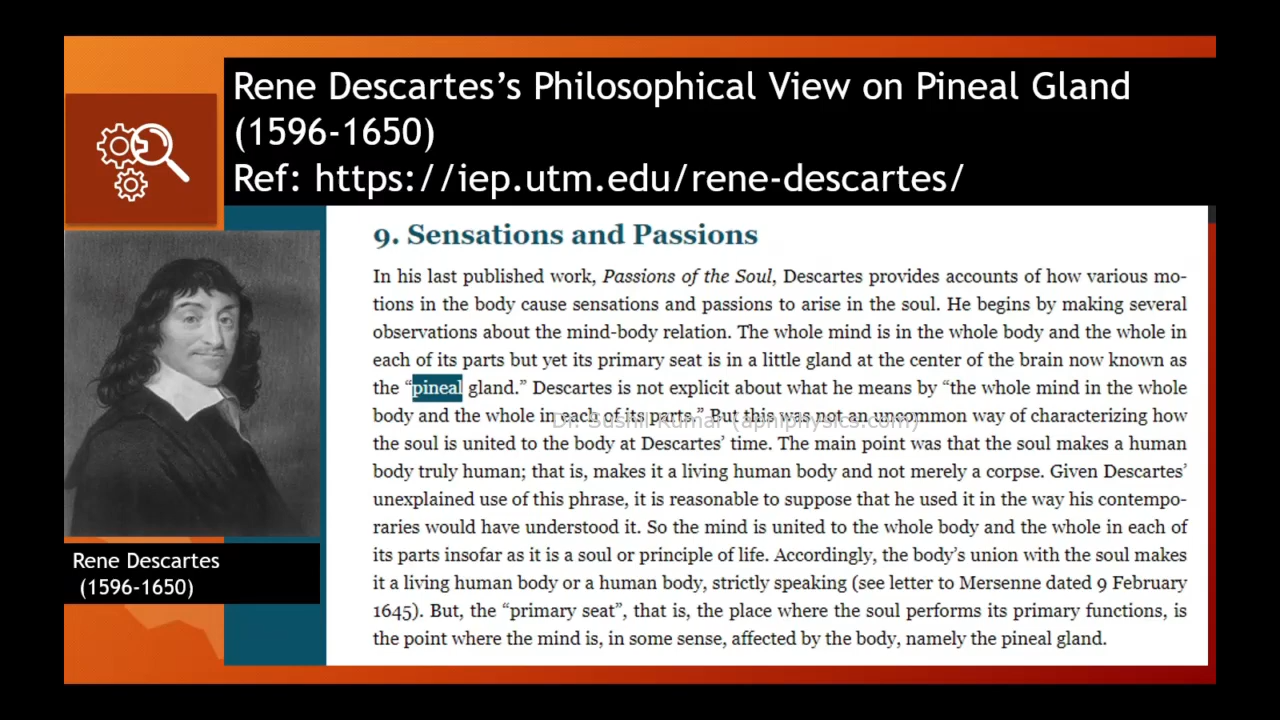 Rene Descartes's Philosophical View on Pineal Gland
(1596-1650)
Ref: https://iep.utm.edu/rene-descartes/
9. Sensations and Passions
In his last published work, Passions of the Soul, Descartes provides accounts of how various mo-
tions in the body cause sensations and passions to arise in the soul. He begins by making several
observations about the mind-body relation. The whole mind is in the whole body and the whole in
each of its parts but yet its primary seat is in a little gland at the center of the brain now known as
the “pineal gland.” Descartes is not explicit about what he means by “the whole mind in the whole
body and the whole in each of its parts.” But this was not an uncommon way of characterizing how
Dr. Sushil Kumar (apniphysics.com)
the soul is united to the body at Descartes’ time. The main point was that the soul makes a human
body truly human; that is, makes it a living human body and not merely a corpse. Given Descartes’
unexplained use of this phrase, it is reasonable to suppose that he used it in the way his contempo-
raries would have understood it. So the mind is united to the whole body and the whole in each of
its parts insofar as it is a soul or principle of life. Accordingly, the body’s union with the soul makes
it a living human body or a human body, strictly speaking (see letter to Mersenne dated 9 February
1645). But, the “primary seat”, that is, the place where the soul performs its primary functions, is
the point where the mind is, in some sense, affected by the body, namely the pineal gland.
Rene Descartes
(1596-1650)